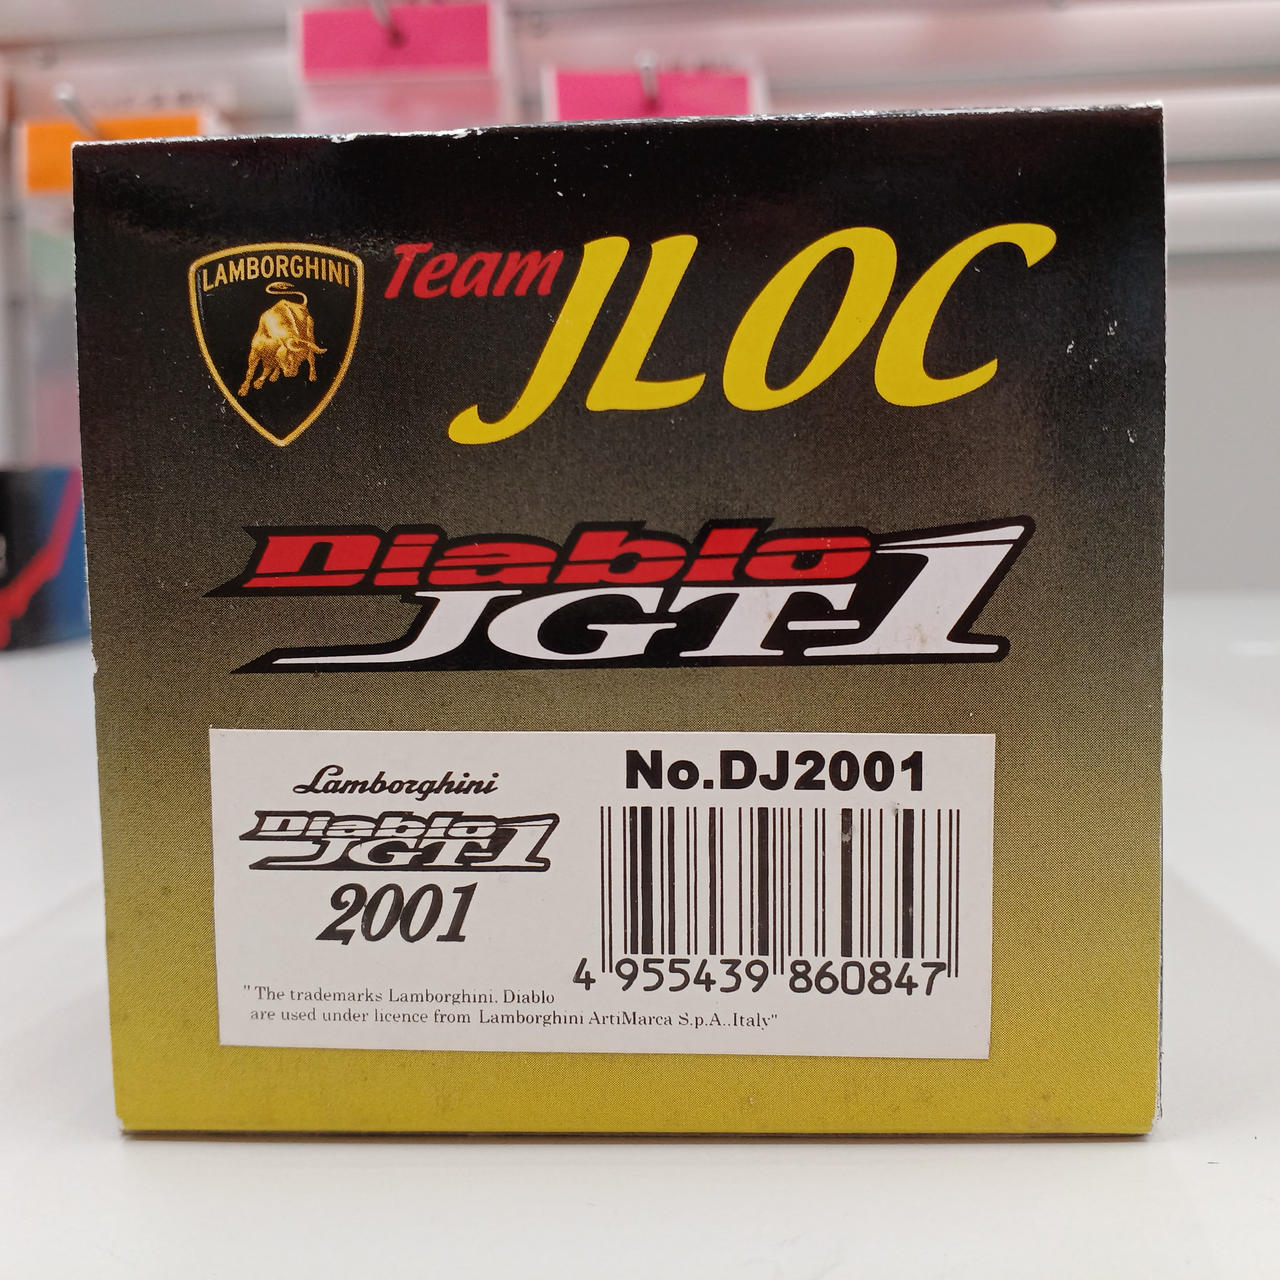 LAMBORGHINI
Team JLOC
Diablo
JGT-1
Lamborghini
Diablo
JGT-1
2001
No.DJ2001
4 955439 860847
"The trademarks Lamborghini. Diablo
are used under licence from Lamborghini ArtiMarca S.p.A..Italy"